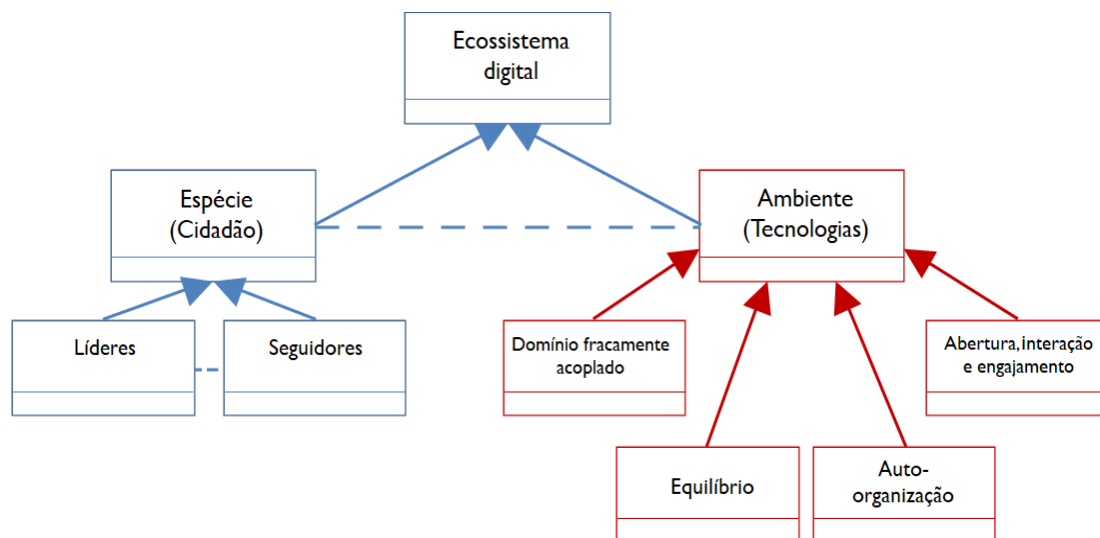 Ecossistema
digital
Espécie
(Cidadão)
Ambiente
(Tecnologias)
Líderes
Seguidores
Domínio fracamente
acoplado
Abertura,interação
e engajamento
Equilíbrio
Auto-
organização